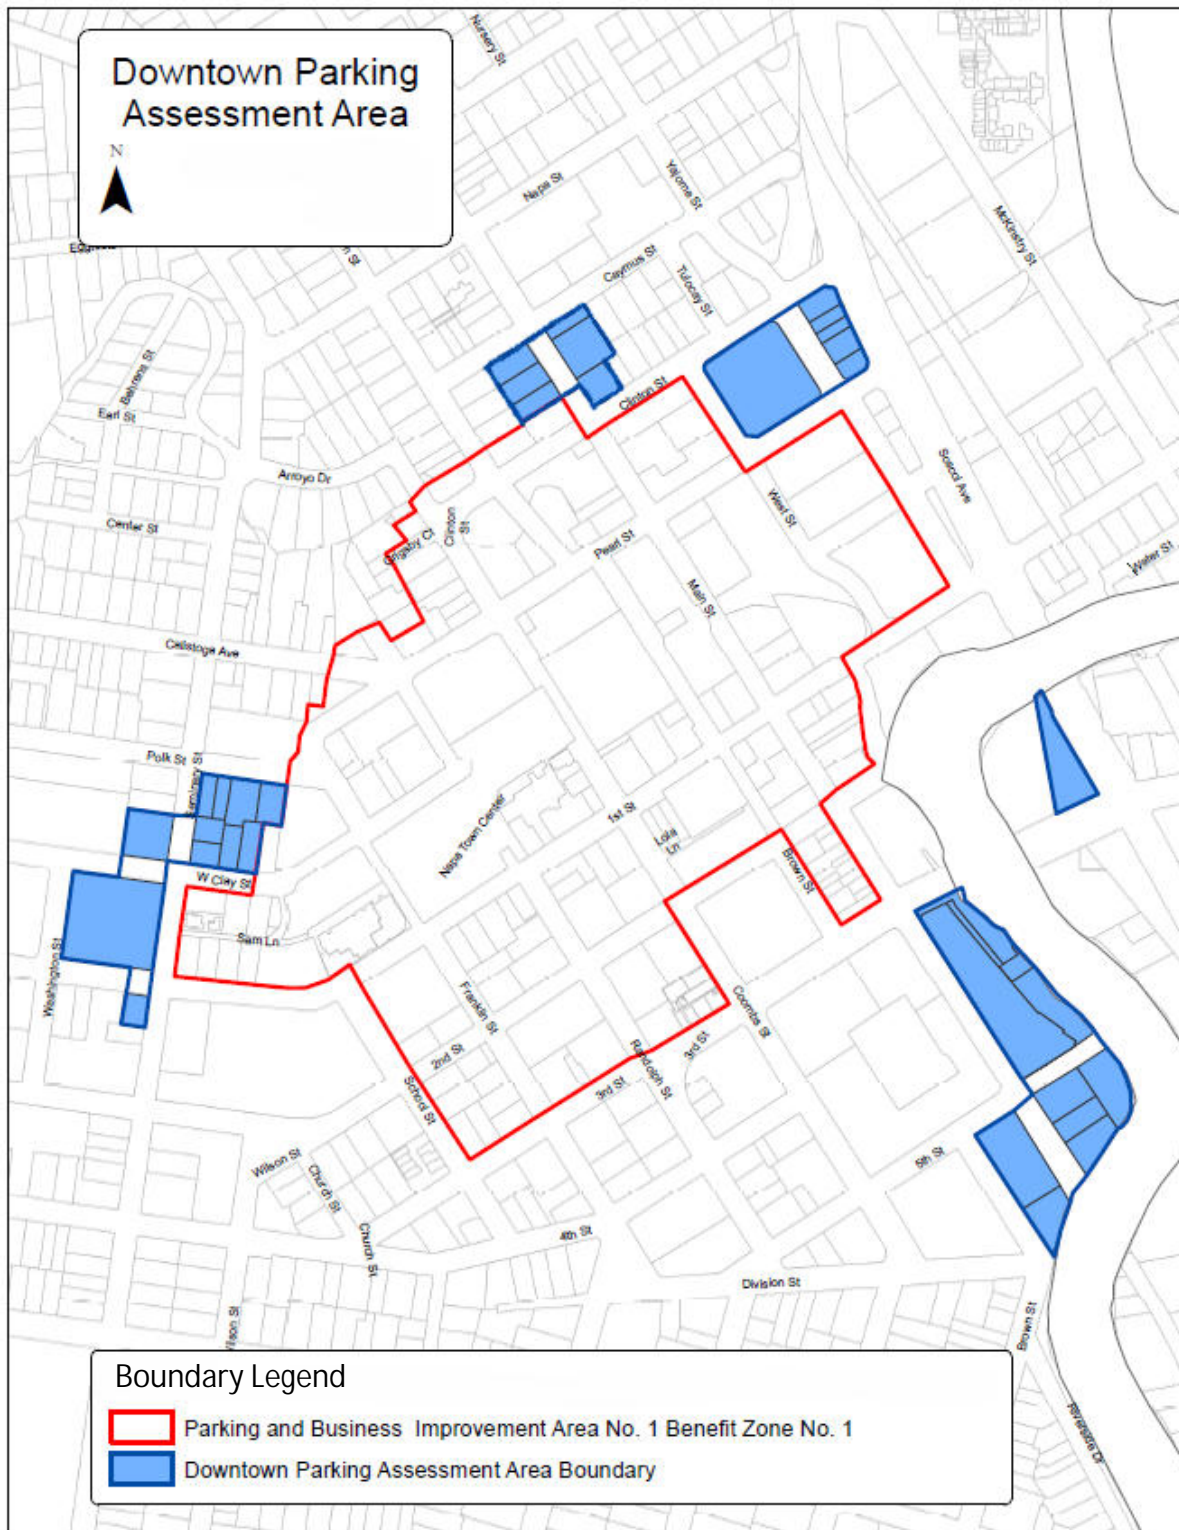 Nursery St
Downtown Parking
Assessment Area
N
Napa St
Yajome St
McKinstry St
n St
Caymus St
Tulocay St
Behrens St
Clinton St
Earl St
Soscol Ave
Arroyo Dr
West St
Center St
Clinton
St
Grigsby Ct
Pearl St
Water St
Main St
Calistoga Ave
Polk St
Seminary St
1st St
Napa Town Center
Lola
Ln
Brown St
W Clay St
Sam Ln
Washington St
Franklin St
Coombs St
2nd St
3rd St
Randolph St
School St
3rd St
Wilson St
5th St
Church St
Church St
4th St
Division St
Brown St
Boundary Legend
Parking and Business Improvement Area No. 1 Benefit Zone No. 1
Downtown Parking Assessment Area Boundary
Riverside Dr